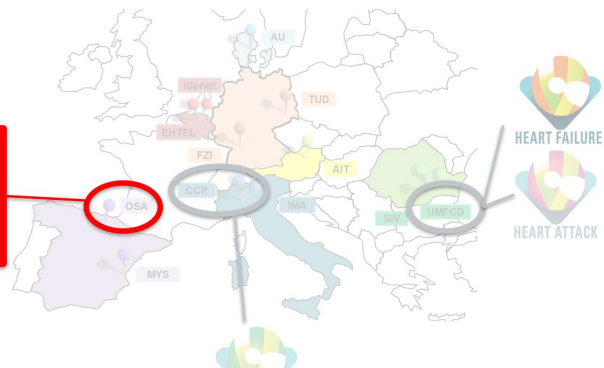 AU
iSprint
TUD
EHTEL
FZI
AIT
CCP
IMA
OSA
SIV
UMFCD
MYS
HEART FAILURE
HEART ATTACK